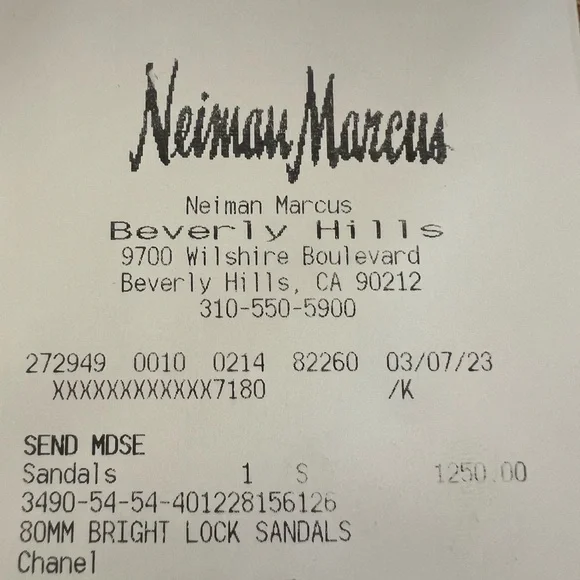 Neiman Marcus
Neiman Marcus
Beverly Hills
9700 Wilshire Boulevard
Beverly Hills, CA 90212
310-550-5900
272949 0010 0214 82260 03/07/23
XXXXXXXXXXXX7180 /K
SEND MDSE
Sandals 1 S 1250.00
3490-54-54-401228156126
80MM BRIGHT LOCK SANDALS
Chanel